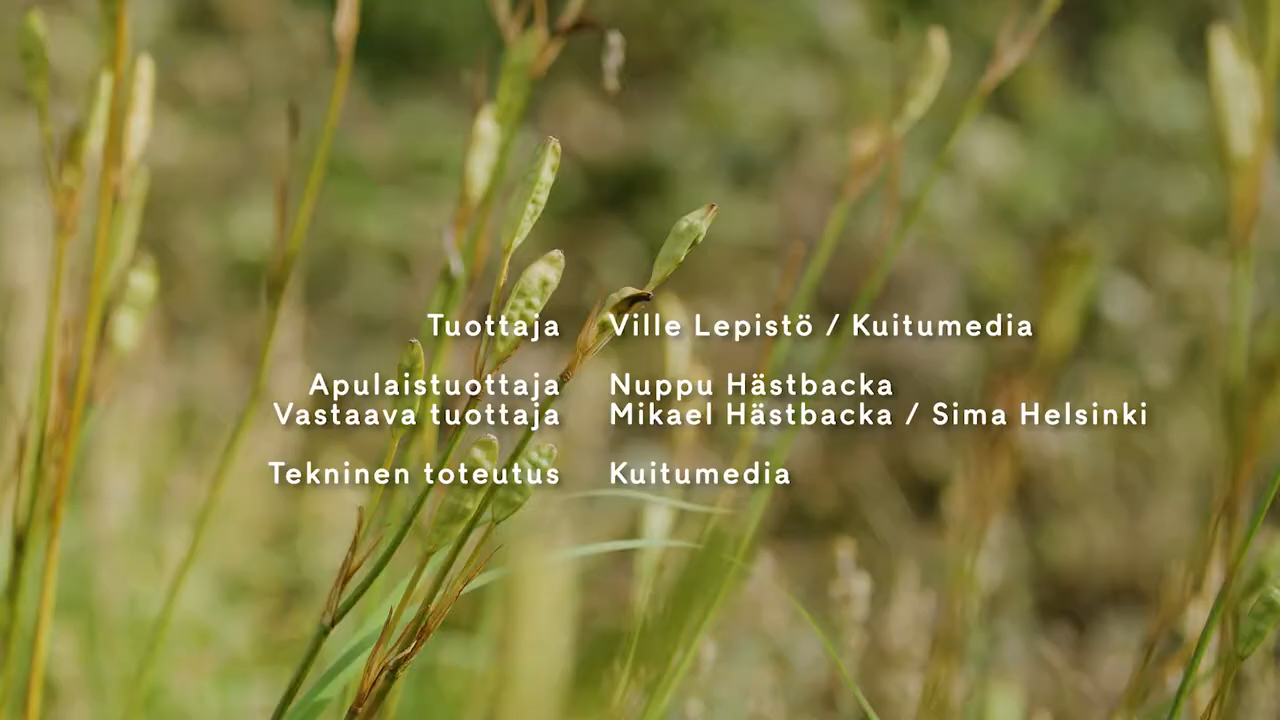 Tuottaja Ville Lepistö / Kuitumedia
Apulaistuottaja Nuppu Hästbacka
Vastaava tuottaja Mikael Hästbacka / Sima Helsinki
Tekninen toteutus Kuitumedia